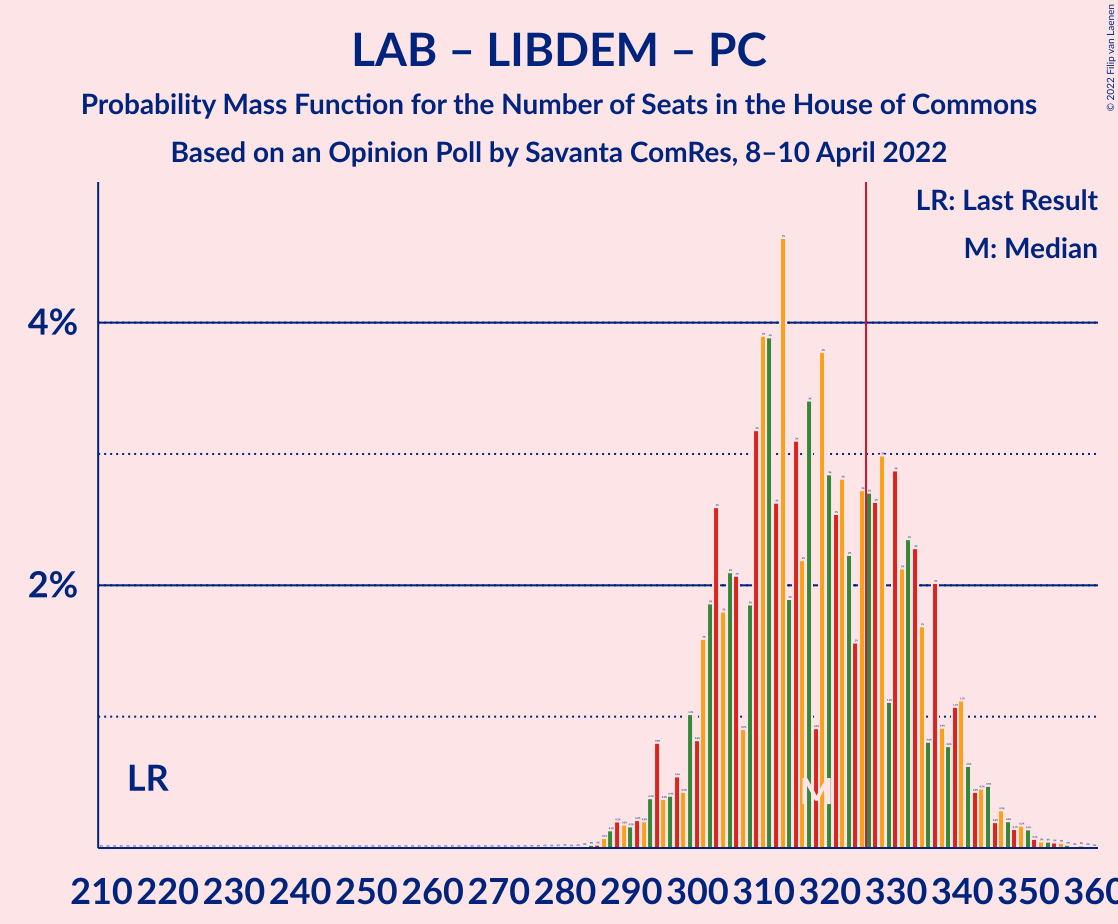 LAB – LIBDEM – PC
Probability Mass Function for the Number of Seats in the House of Commons
Based on an Opinion Poll by Savanta ComRes, 8–10 April 2022
© 2022 Filip van Laenen
LR: Last Result
M: Median
4%
2%
LR
M
210 220 230 240 250 260 270 280 290 300 310 320 330 340 350 360